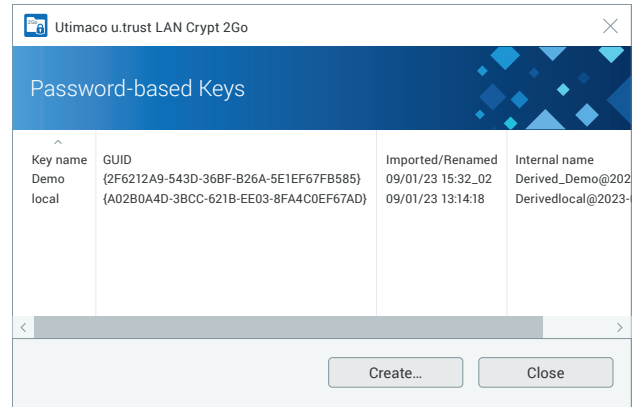 2Go
Utimaco u.trust LAN Crypt 2Go
Password-based Keys
Key name GUID Imported/Renamed Internal name
Demo {2F6212A9-543D-36BF-B26A-5E1EF67FB585} 09/01/23 15:32_02 Derived_Demo@202
local {A02B0A4D-3BCC-621B-EE03-8FA4C0EF67AD} 09/01/23 13:14:18 Derivedlocal@2023-
Create... Close